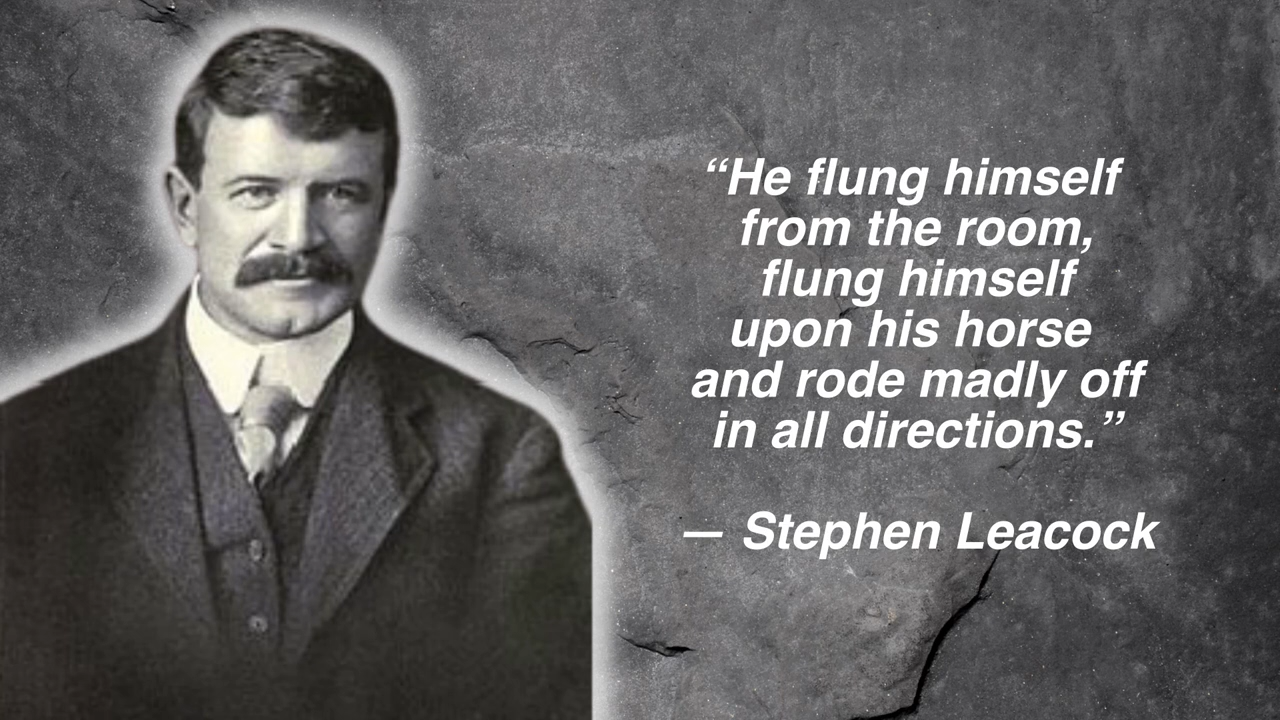 “He flung himself
from the room,
flung himself
upon his horse
and rode madly off
in all directions.”
— Stephen Leacock